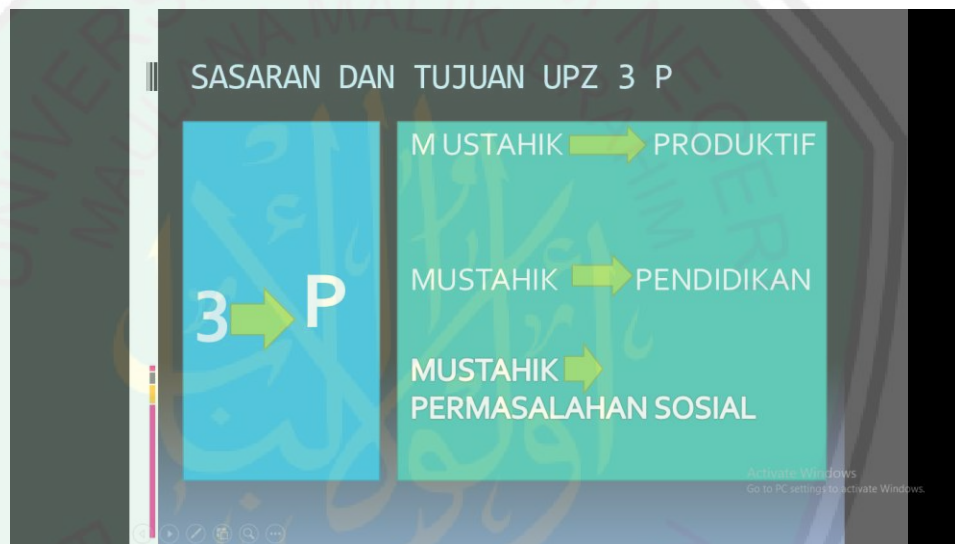 SASARAN DAN TUJUAN UPZ 3 P
3 P
M USTAHIK PRODUKTIF
MUSTAHIK PENDIDIKAN
MUSTAHIK
PERMASALAHAN SOSIAL
Activate Windows
Go to PC settings to activate Windows.